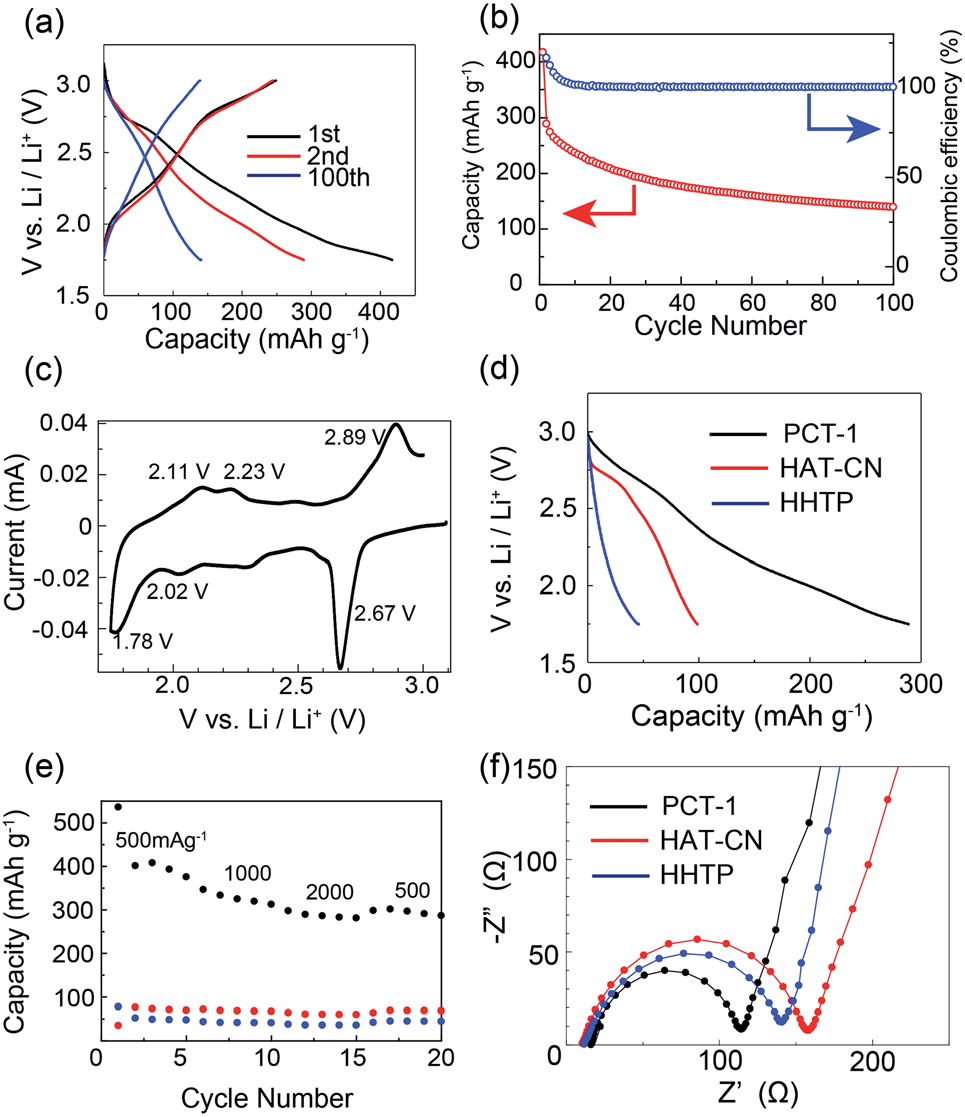 (a)
V vs. Li / Li⁺ (V)
3.0
2.5
2.0
1.5
1st
2nd
100th
0 100 200 300 400
Capacity (mAh g⁻¹)
(b)
Capacity (mAh g⁻¹)
400
350
300
250
200
150
100
50
0
0 20 40 60 80 100
Cycle Number
100
50
0
Coulombic efficiency (%)
(c)
Current (mA)
0.04
0.02
0
-0.02
-0.04
2.89 V
2.11 V 2.23 V
2.02 V
2.67 V
1.78 V
2.0 2.5 3.0
V vs. Li / Li⁺ (V)
(d)
V vs. Li / Li⁺ (V)
3.0
2.5
2.0
1.5
PCT-1
HAT-CN
HHTP
0 100 200 300
Capacity (mAh g⁻¹)
(e)
Capacity (mAh g⁻¹)
500
400
300
200
100
500mAg⁻¹
1000
2000
500
0 5 10 15 20
Cycle Number
(f)
-Z” (Ω)
150
100
50
0
PCT-1
HAT-CN
HHTP
100 200
Z’ (Ω)